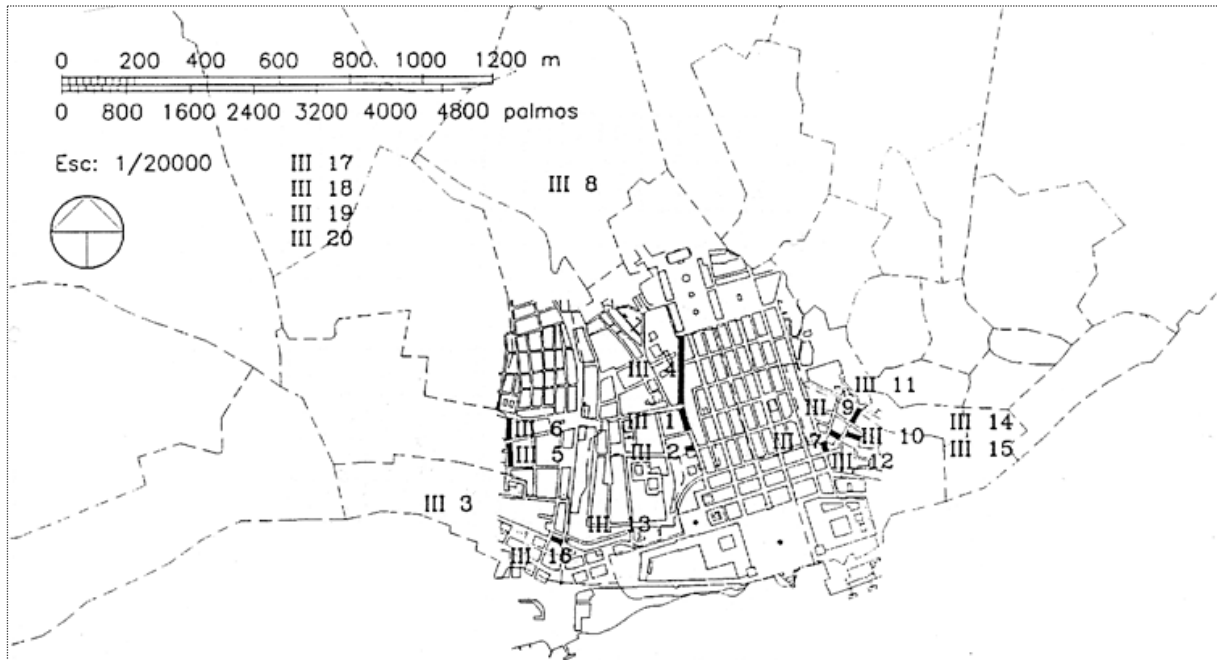 0 200 400 600 800 1000 1200 m
0 800 1600 2400 3200 4000 4800 palmos
Esc: 1/20000
III 17
III 18
III 19
III 20
III 8
III 4
III 11
III 9
III 1
III 14
III 6
III 10
III 7
III 2
III 15
III 5
III 12
III 3
III 13
III 16